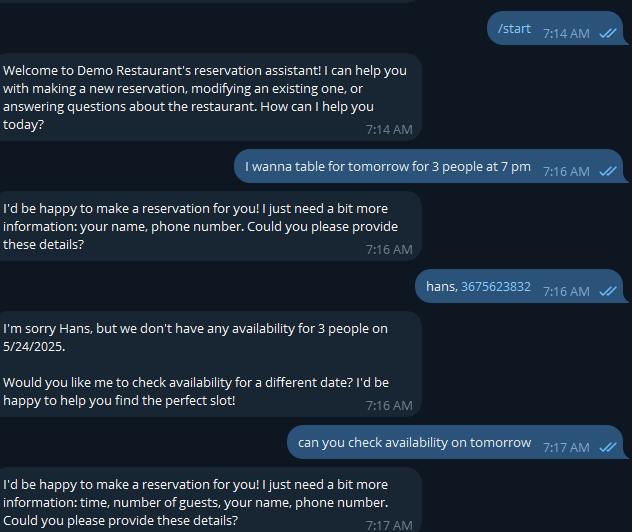 /start 7:14 AM
Welcome to Demo Restaurant's reservation assistant! I can help you
with making a new reservation, modifying an existing one, or
answering questions about the restaurant. How can I help you
today?
7:14 AM
I wanna table for tomorrow for 3 people at 7 pm 7:16 AM
I'd be happy to make a reservation for you! I just need a bit more
information: your name, phone number. Could you please provide
these details?
7:16 AM
hans, 3675623832 7:16 AM
I'm sorry Hans, but we don't have any availability for 3 people on
5/24/2025.
Would you like me to check availability for a different date? I'd be
happy to help you find the perfect slot!
7:16 AM
can you check availability on tomorrow 7:17 AM
I'd be happy to make a reservation for you! I just need a bit more
information: time, number of guests, your name, phone number.
Could you please provide these details?
7:17 AM